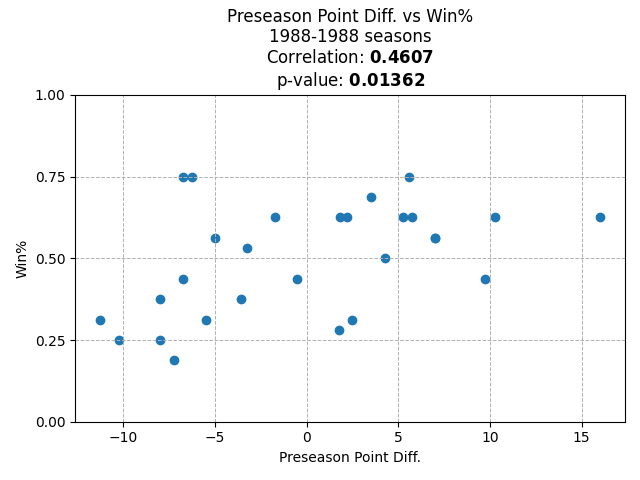 Preseason Point Diff. vs Win%
1988-1988 seasons
Correlation: 0.4607
p-value: 0.01362
1.00
0.75
0.50
0.25
0.00
Win%
−10
−5
0
5
10
15
Preseason Point Diff.